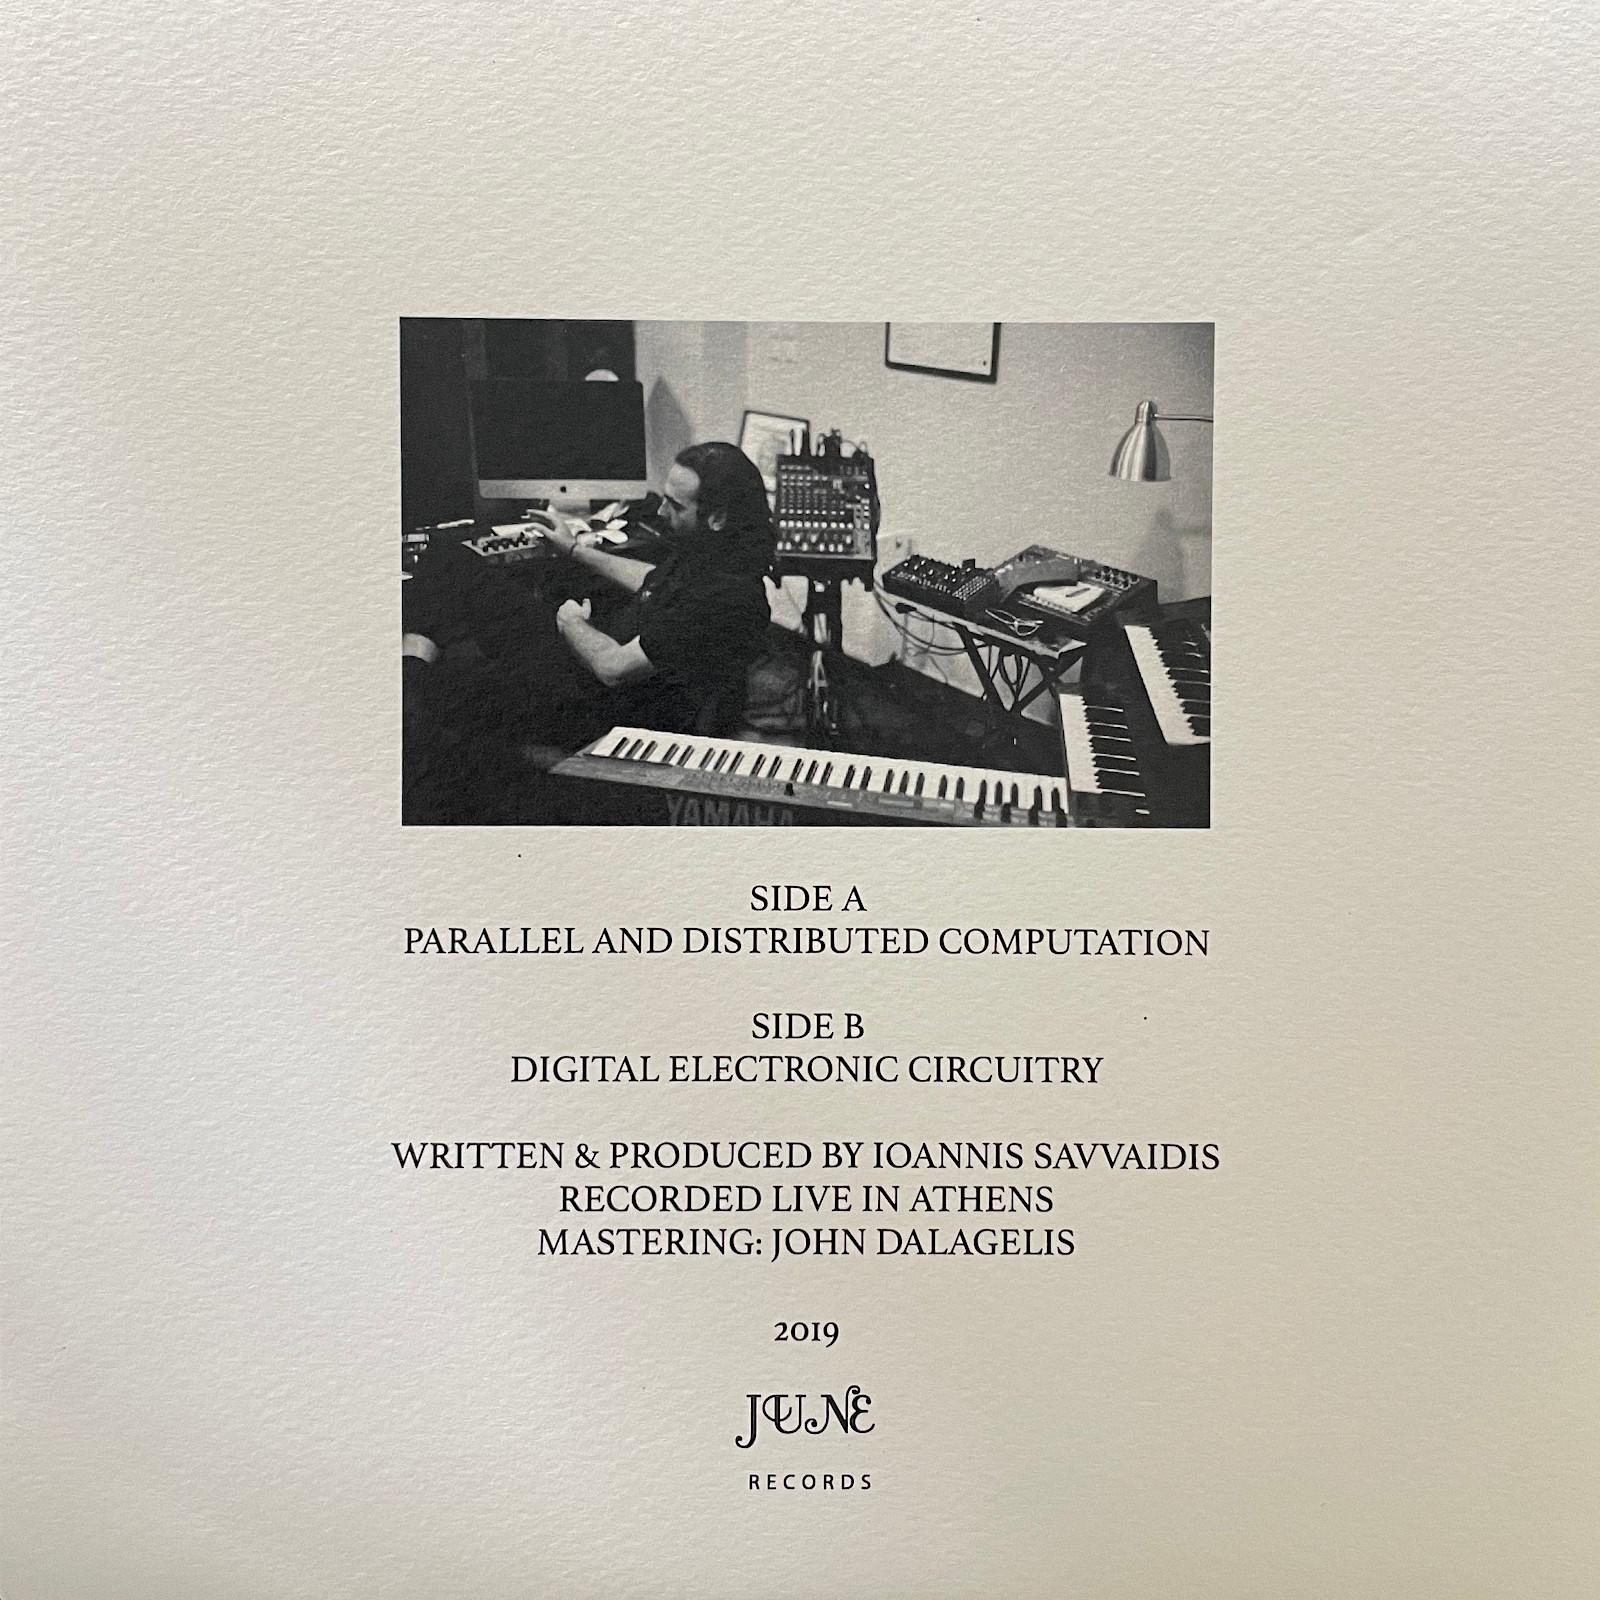 YAMAHA
SIDE A
PARALLEL AND DISTRIBUTED COMPUTATION
SIDE B
DIGITAL ELECTRONIC CIRCUITRY
WRITTEN & PRODUCED BY IOANNIS SAVVAIDIS
RECORDED LIVE IN ATHENS
MASTERING: JOHN DALAGELIS
2019
JUNE
RECORDS